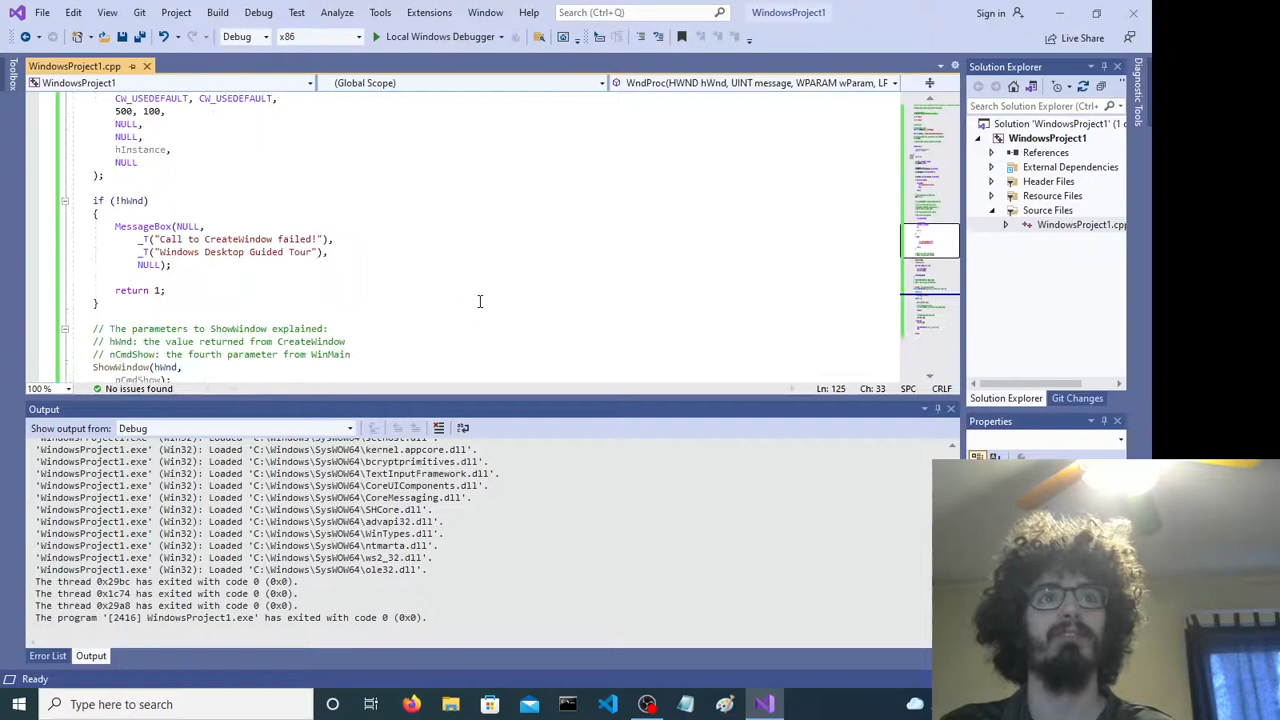 File Edit View Git Project Build Debug Test Analyze Tools Extensions Window Help Search (Ctrl+Q) WindowsProject1 Sign in
Debug x86 Local Windows Debugger Live Share
Toolbox
WindowsProject1.cpp
WindowsProject1 (Global Scope) WndProc(HWND hWnd, UINT message, WPARAM wParam, LF
CW_USEDEFAULT, CW_USEDEFAULT,
500, 100,
NULL,
NULL,
hInstance,
NULL
);
if (!hWnd)
{
MessageBox(NULL,
_T("Call to CreateWindow failed!"),
_T("Windows Desktop Guided Tour"),
NULL);
return 1;
}
// The parameters to ShowWindow explained:
// hWnd: the value returned from CreateWindow
// nCmdShow: the fourth parameter from WinMain
ShowWindow(hWnd,
nCmdShow);
100 % No issues found Ln: 125 Ch: 33 SPC CRLF
Output
Show output from: Debug
'WindowsProject1.exe' (Win32): Loaded 'C:\Windows\SysWOW64\sechost.dll'.
'WindowsProject1.exe' (Win32): Loaded 'C:\Windows\SysWOW64\kernel.appcore.dll'.
'WindowsProject1.exe' (Win32): Loaded 'C:\Windows\SysWOW64\bcryptprimitives.dll'.
'WindowsProject1.exe' (Win32): Loaded 'C:\Windows\SysWOW64\TextInputFramework.dll'.
'WindowsProject1.exe' (Win32): Loaded 'C:\Windows\SysWOW64\CoreUIComponents.dll'.
'WindowsProject1.exe' (Win32): Loaded 'C:\Windows\SysWOW64\CoreMessaging.dll'.
'WindowsProject1.exe' (Win32): Loaded 'C:\Windows\SysWOW64\SHCore.dll'.
'WindowsProject1.exe' (Win32): Loaded 'C:\Windows\SysWOW64\advapi32.dll'.
'WindowsProject1.exe' (Win32): Loaded 'C:\Windows\SysWOW64\WinTypes.dll'.
'WindowsProject1.exe' (Win32): Loaded 'C:\Windows\SysWOW64\ntmarta.dll'.
'WindowsProject1.exe' (Win32): Loaded 'C:\Windows\SysWOW64\ws2_32.dll'.
'WindowsProject1.exe' (Win32): Loaded 'C:\Windows\SysWOW64\ole32.dll'.
The thread 0x29bc has exited with code 0 (0x0).
The thread 0x1c74 has exited with code 0 (0x0).
The thread 0x29a8 has exited with code 0 (0x0).
The program '[2416] WindowsProject1.exe' has exited with code 0 (0x0).
Error List Output
Solution Explorer
Search Solution Explorer (Ctrl+
Solution 'WindowsProject1' (1 c
WindowsProject1
References
External Dependencies
Header Files
Resource Files
Source Files
WindowsProject1.cpp
Solution Explorer Git Changes
Properties
Diagnostic Tools
Ready
Type here to search